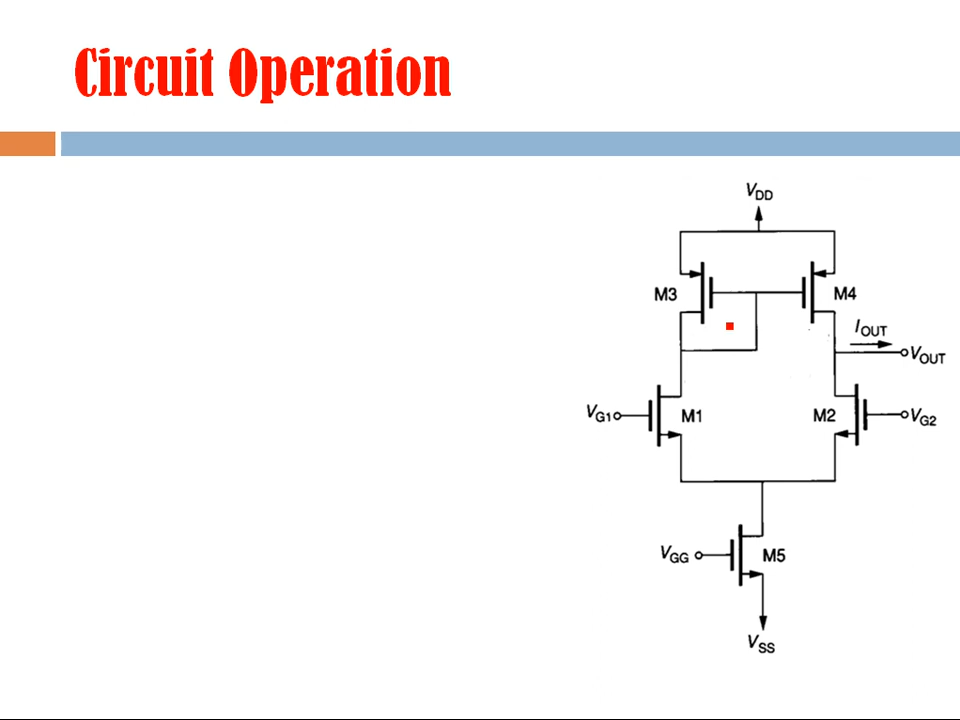 Circuit Operation
VDD
M3
M4
IOUT
VOUT
VG1
M1
M2
VG2
VGG
M5
VSS